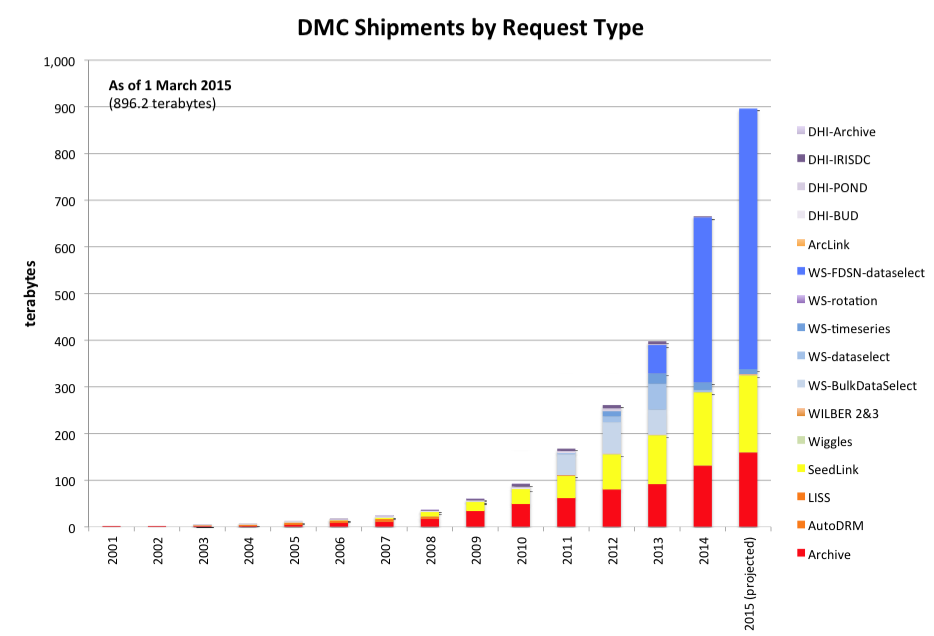 DMC Shipments by Request Type
As of 1 March 2015
(896.2 terabytes)
terabytes
1,000
900
800
700
600
500
400
300
200
100
0
2001
2002
2003
2004
2005
2006
2007
2008
2009
2010
2011
2012
2013
2014
2015 (projected)
DHI-Archive
DHI-IRISDC
DHI-POND
DHI-BUD
ArcLink
WS-FDSN-dataselect
WS-rotation
WS-timeseries
WS-dataselect
WS-BulkDataSelect
WILBER 2&3
Wiggles
SeedLink
LISS
AutoDRM
Archive